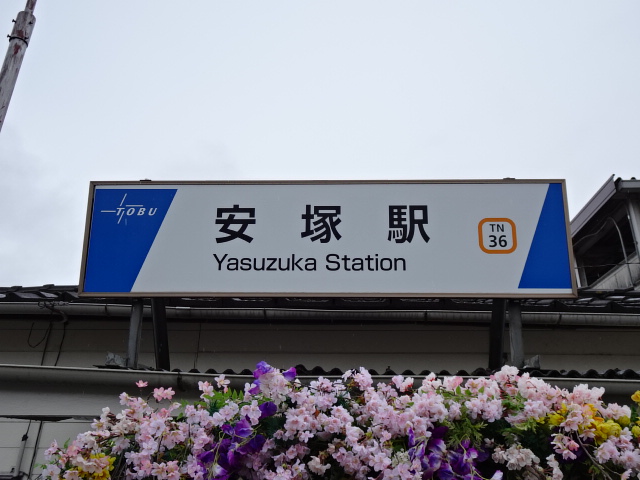 TOBU
安塚駅
Yasuzuka Station
TN
36